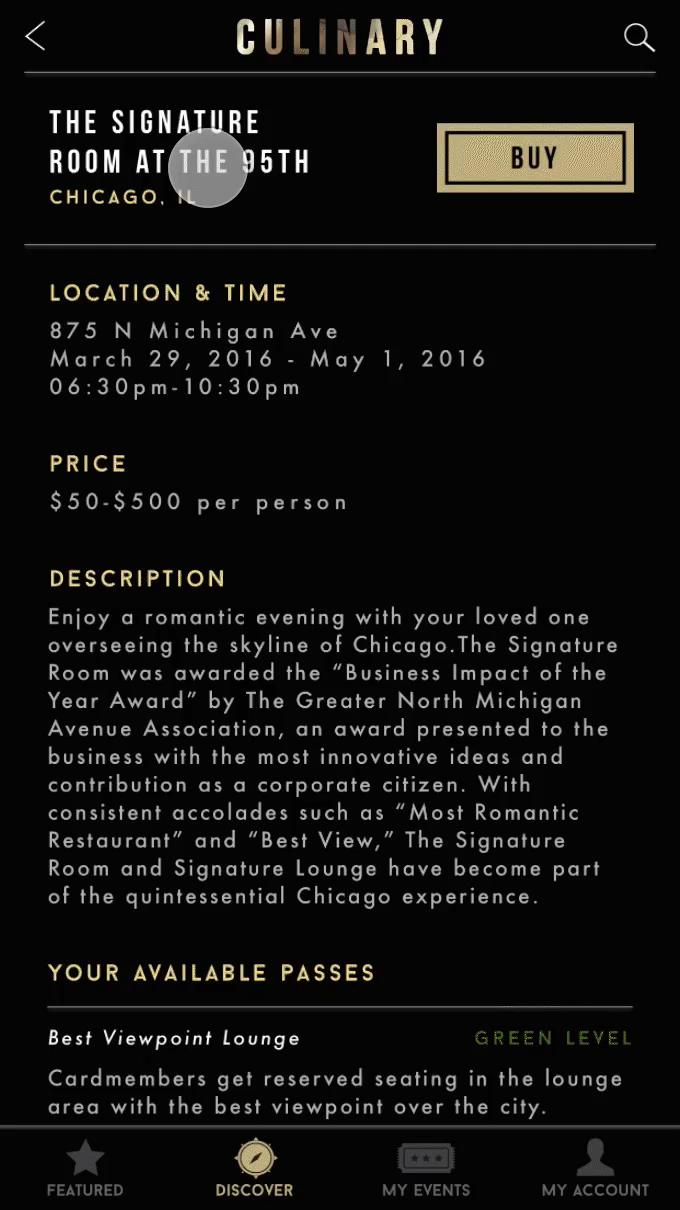 CULINARY
THE SIGNATURE
ROOM AT THE 95TH
CHICAGO, IL
BUY
LOCATION & TIME
875 N Michigan Ave
March 29, 2016 - May 1, 2016
06:30pm-10:30pm
PRICE
$50-$500 per person
DESCRIPTION
Enjoy a romantic evening with your loved one
overseeing the skyline of Chicago.The Signature
Room was awarded the “Business Impact of the
Year Award” by The Greater North Michigan
Avenue Association, an award presented to the
business with the most innovative ideas and
contribution as a corporate citizen. With
consistent accolades such as “Most Romantic
Restaurant” and “Best View,” The Signature
Room and Signature Lounge have become part
of the quintessential Chicago experience.
YOUR AVAILABLE PASSES
Best Viewpoint Lounge GREEN LEVEL
Cardmembers get reserved seating in the lounge
area with the best viewpoint over the city.
FEATURED DISCOVER MY EVENTS MY ACCOUNT